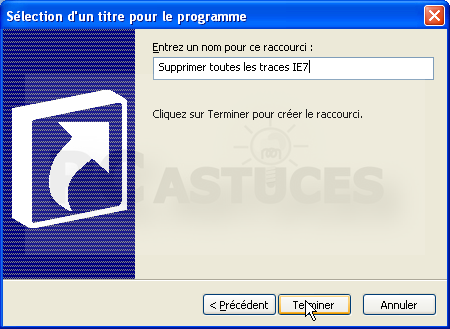 Sélection d'un titre pour le programme
Entrez un nom pour ce raccourci :
Supprimer toutes les traces IE7
Cliquez sur Terminer pour créer le raccourci.
PC ASTUCES
< Précédent
Terminer
Annuler